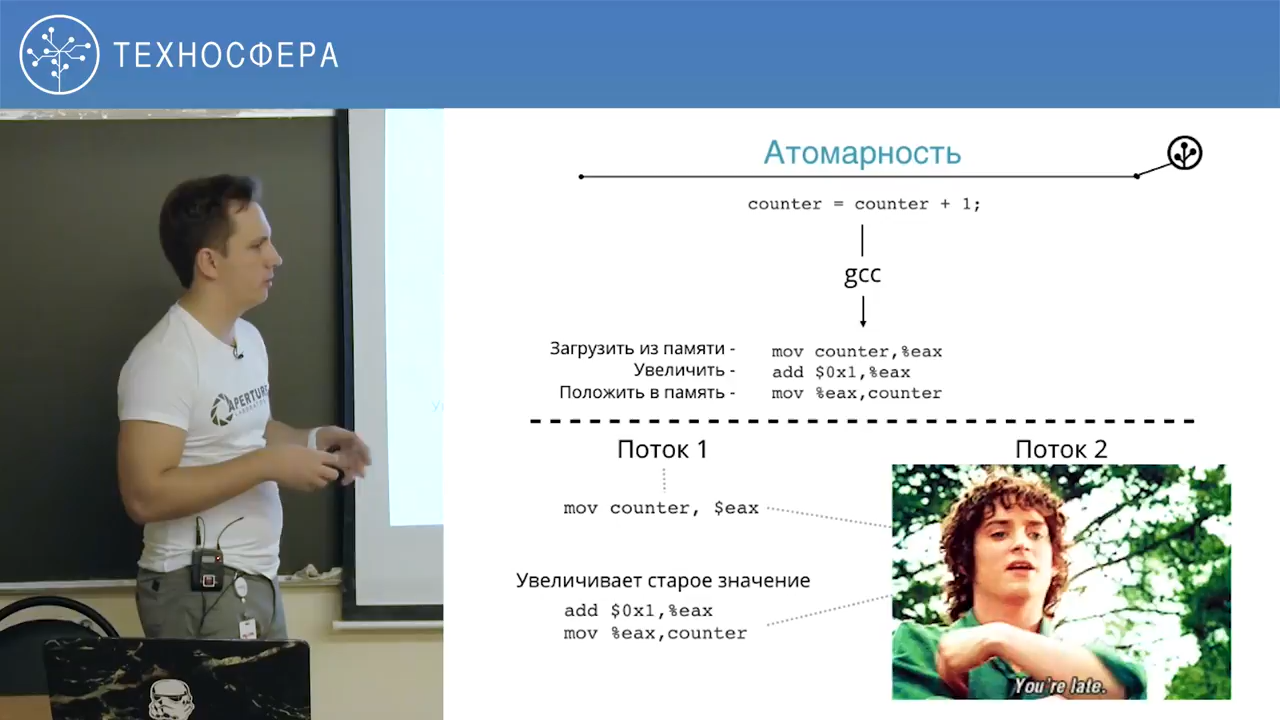 ТЕХНОСФЕРА
Атомарность
counter = counter + 1;
gcc
Загрузить из памяти - mov counter,%eax
Увеличить - add $0x1,%eax
Положить в память - mov %eax,counter
Поток 1
Поток 2
mov counter, $eax
Увеличивает старое значение
add $0x1,%eax
mov %eax,counter
You're late.
APERTURE
LABORATORIES